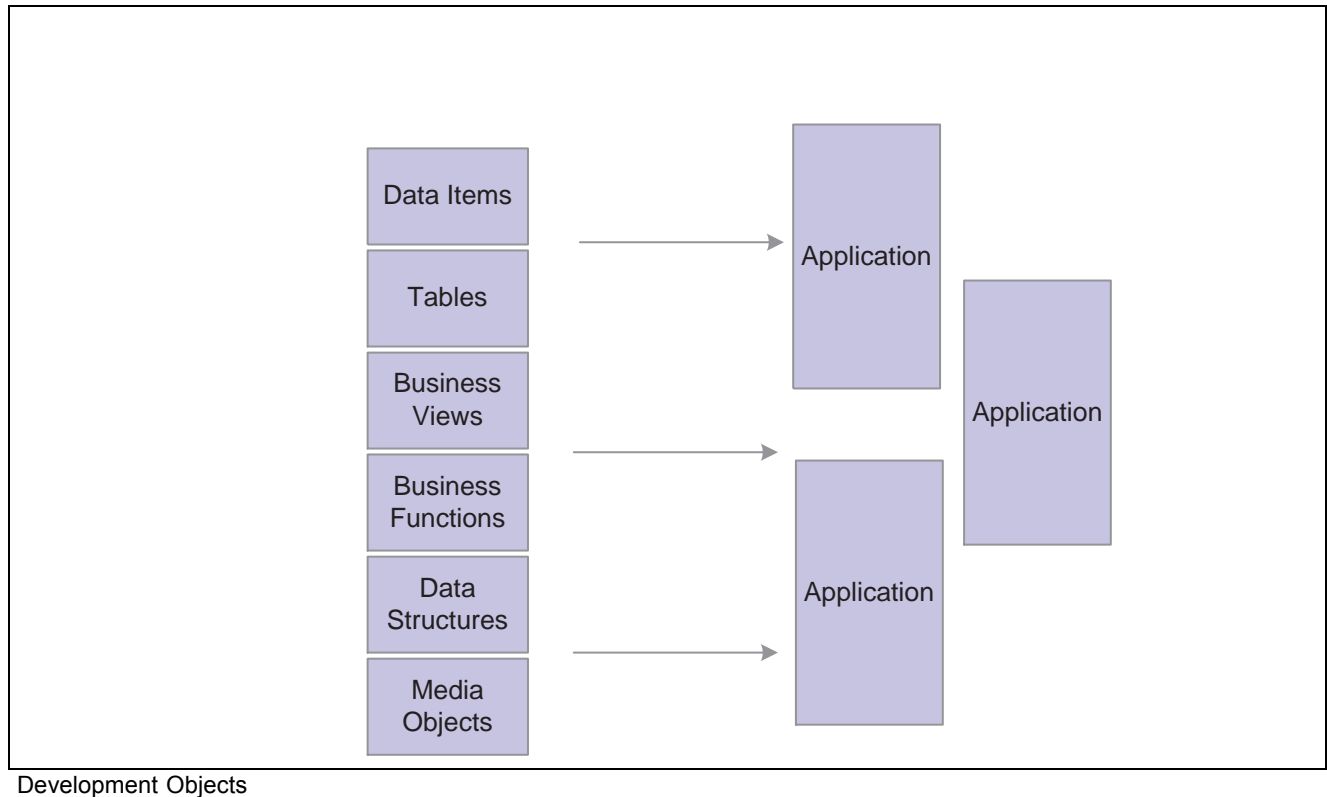 Data Items
Tables
Business
Views
Business
Functions
Data
Structures
Media
Objects
Application
Application
Application
Development Objects